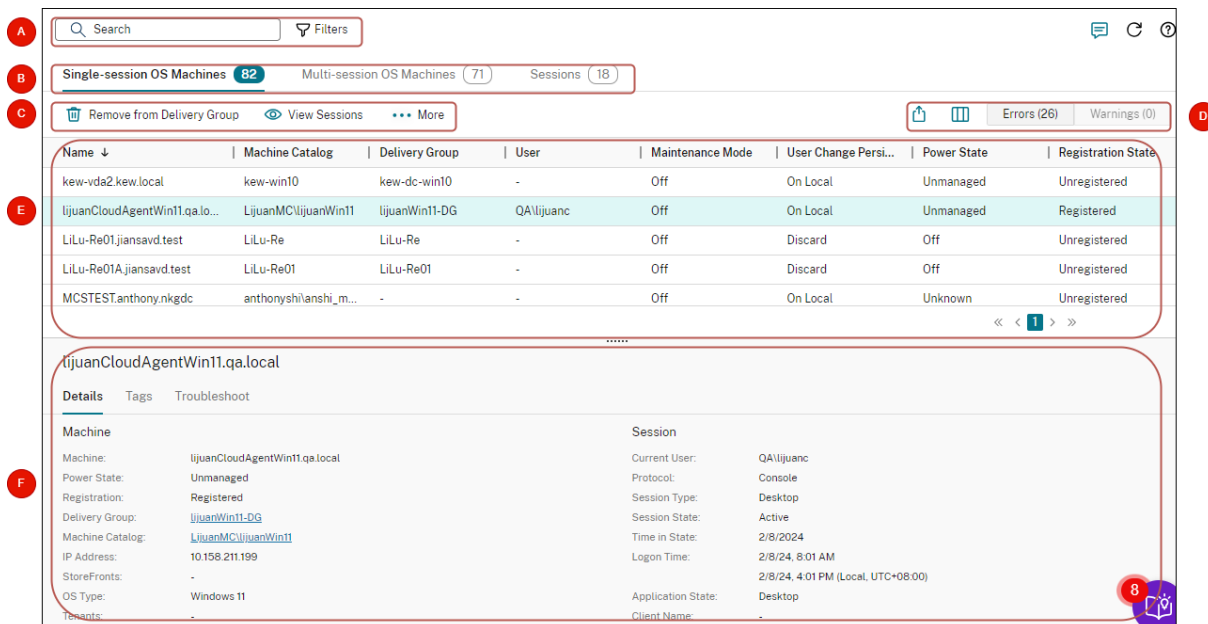 A
Search
Filters
B
Single-session OS Machines 82
Multi-session OS Machines 71
Sessions 18
C
Remove from Delivery Group
View Sessions
••• More
Errors (26)
Warnings (0)
D
Name ↓ | Machine Catalog | Delivery Group | User | Maintenance Mode | User Change Persi... | Power State | Registration State
kew-vda2.kew.local kew-win10 kew-dc-win10 - Off On Local Unmanaged Unregistered
E
lijuanCloudAgentWin11.qa.lo... LijuanMC\lijuanWin11 lijuanWin11-DG QA\lijuanc Off On Local Unmanaged Registered
LiLu-Re01.jiansavd.test LiLu-Re LiLu-Re - Off Discard Off Unregistered
LiLu-Re01A.jiansavd.test LiLu-Re01 LiLu-Re01 - Off Discard Off Unregistered
MCSTEST.anthony.nkgdc anthonyshi\anshi_m... - - Off On Local Unknown Unregistered
« < 1 > »
lijuanCloudAgentWin11.qa.local
Details Tags Troubleshoot
F
Machine
Machine: lijuanCloudAgentWin11.qa.local
Power State: Unmanaged
Registration: Registered
Delivery Group: lijuanWin11-DG
Machine Catalog: LijuanMC\lijuanWin11
IP Address: 10.158.211.199
StoreFronts: -
OS Type: Windows 11
Tenants: -
Session
Current User: QA\lijuanc
Protocol: Console
Session Type: Desktop
Session State: Active
Time in State: 2/8/2024
Logon Time: 2/8/24, 8:01 AM
2/8/24, 4:01 PM (Local, UTC+08:00)
Application State: Desktop
Client Name: -
8